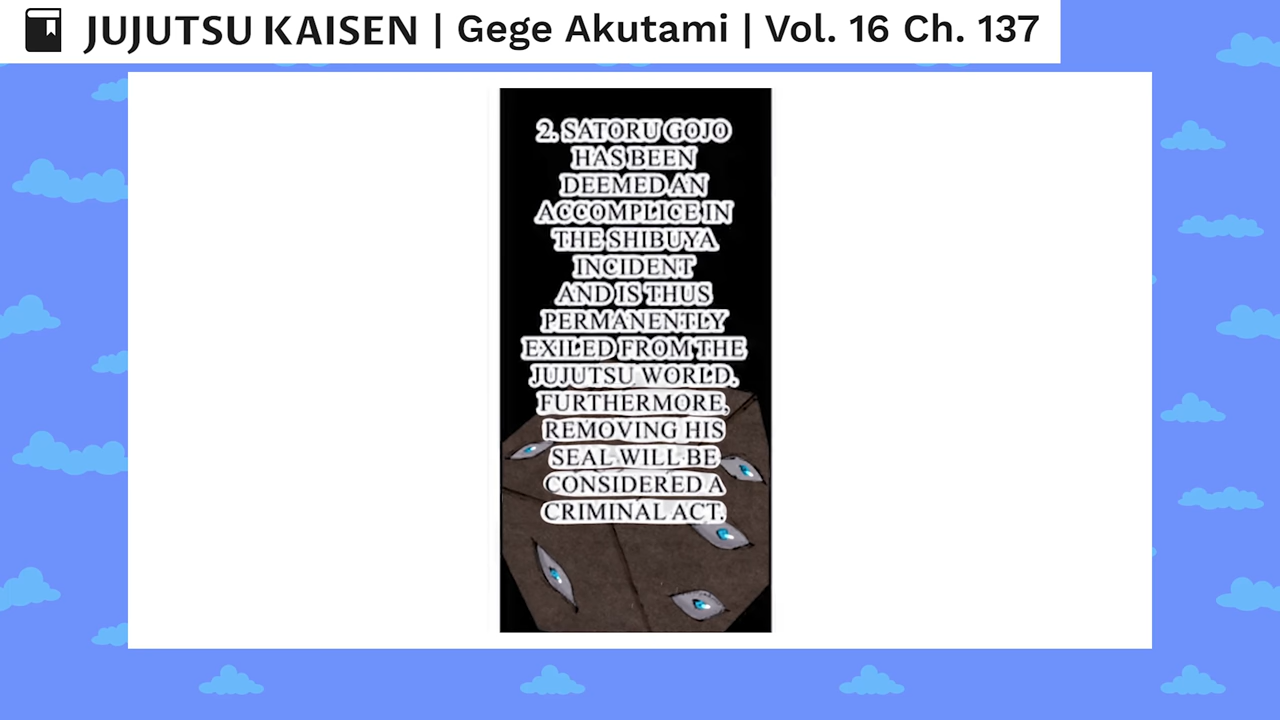 JUJUTSU KAISEN | Gege Akutami | Vol. 16 Ch. 137
2. SATORU GOJO
HAS BEEN
DEEMED AN
ACCOMPLICE IN
THE SHIBUYA
INCIDENT
AND IS THUS
PERMANENTLY
EXILED FROM THE
JUJUTSU WORLD.
FURTHERMORE,
REMOVING HIS
SEAL WILL BE
CONSIDERED A
CRIMINAL ACT.